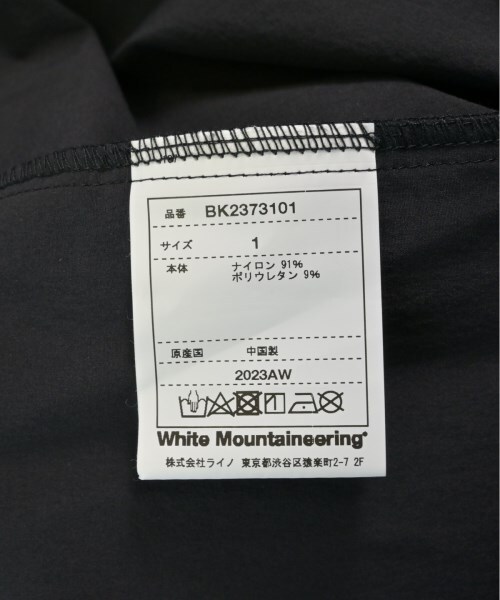 品番 BK2373101
サイズ 1
本体 ナイロン 91%
ポリウレタン 9%
原産国 中国製
2023AW
White Mountaineering®
株式会社ライノ 東京都渋谷区猿楽町2-7 2F